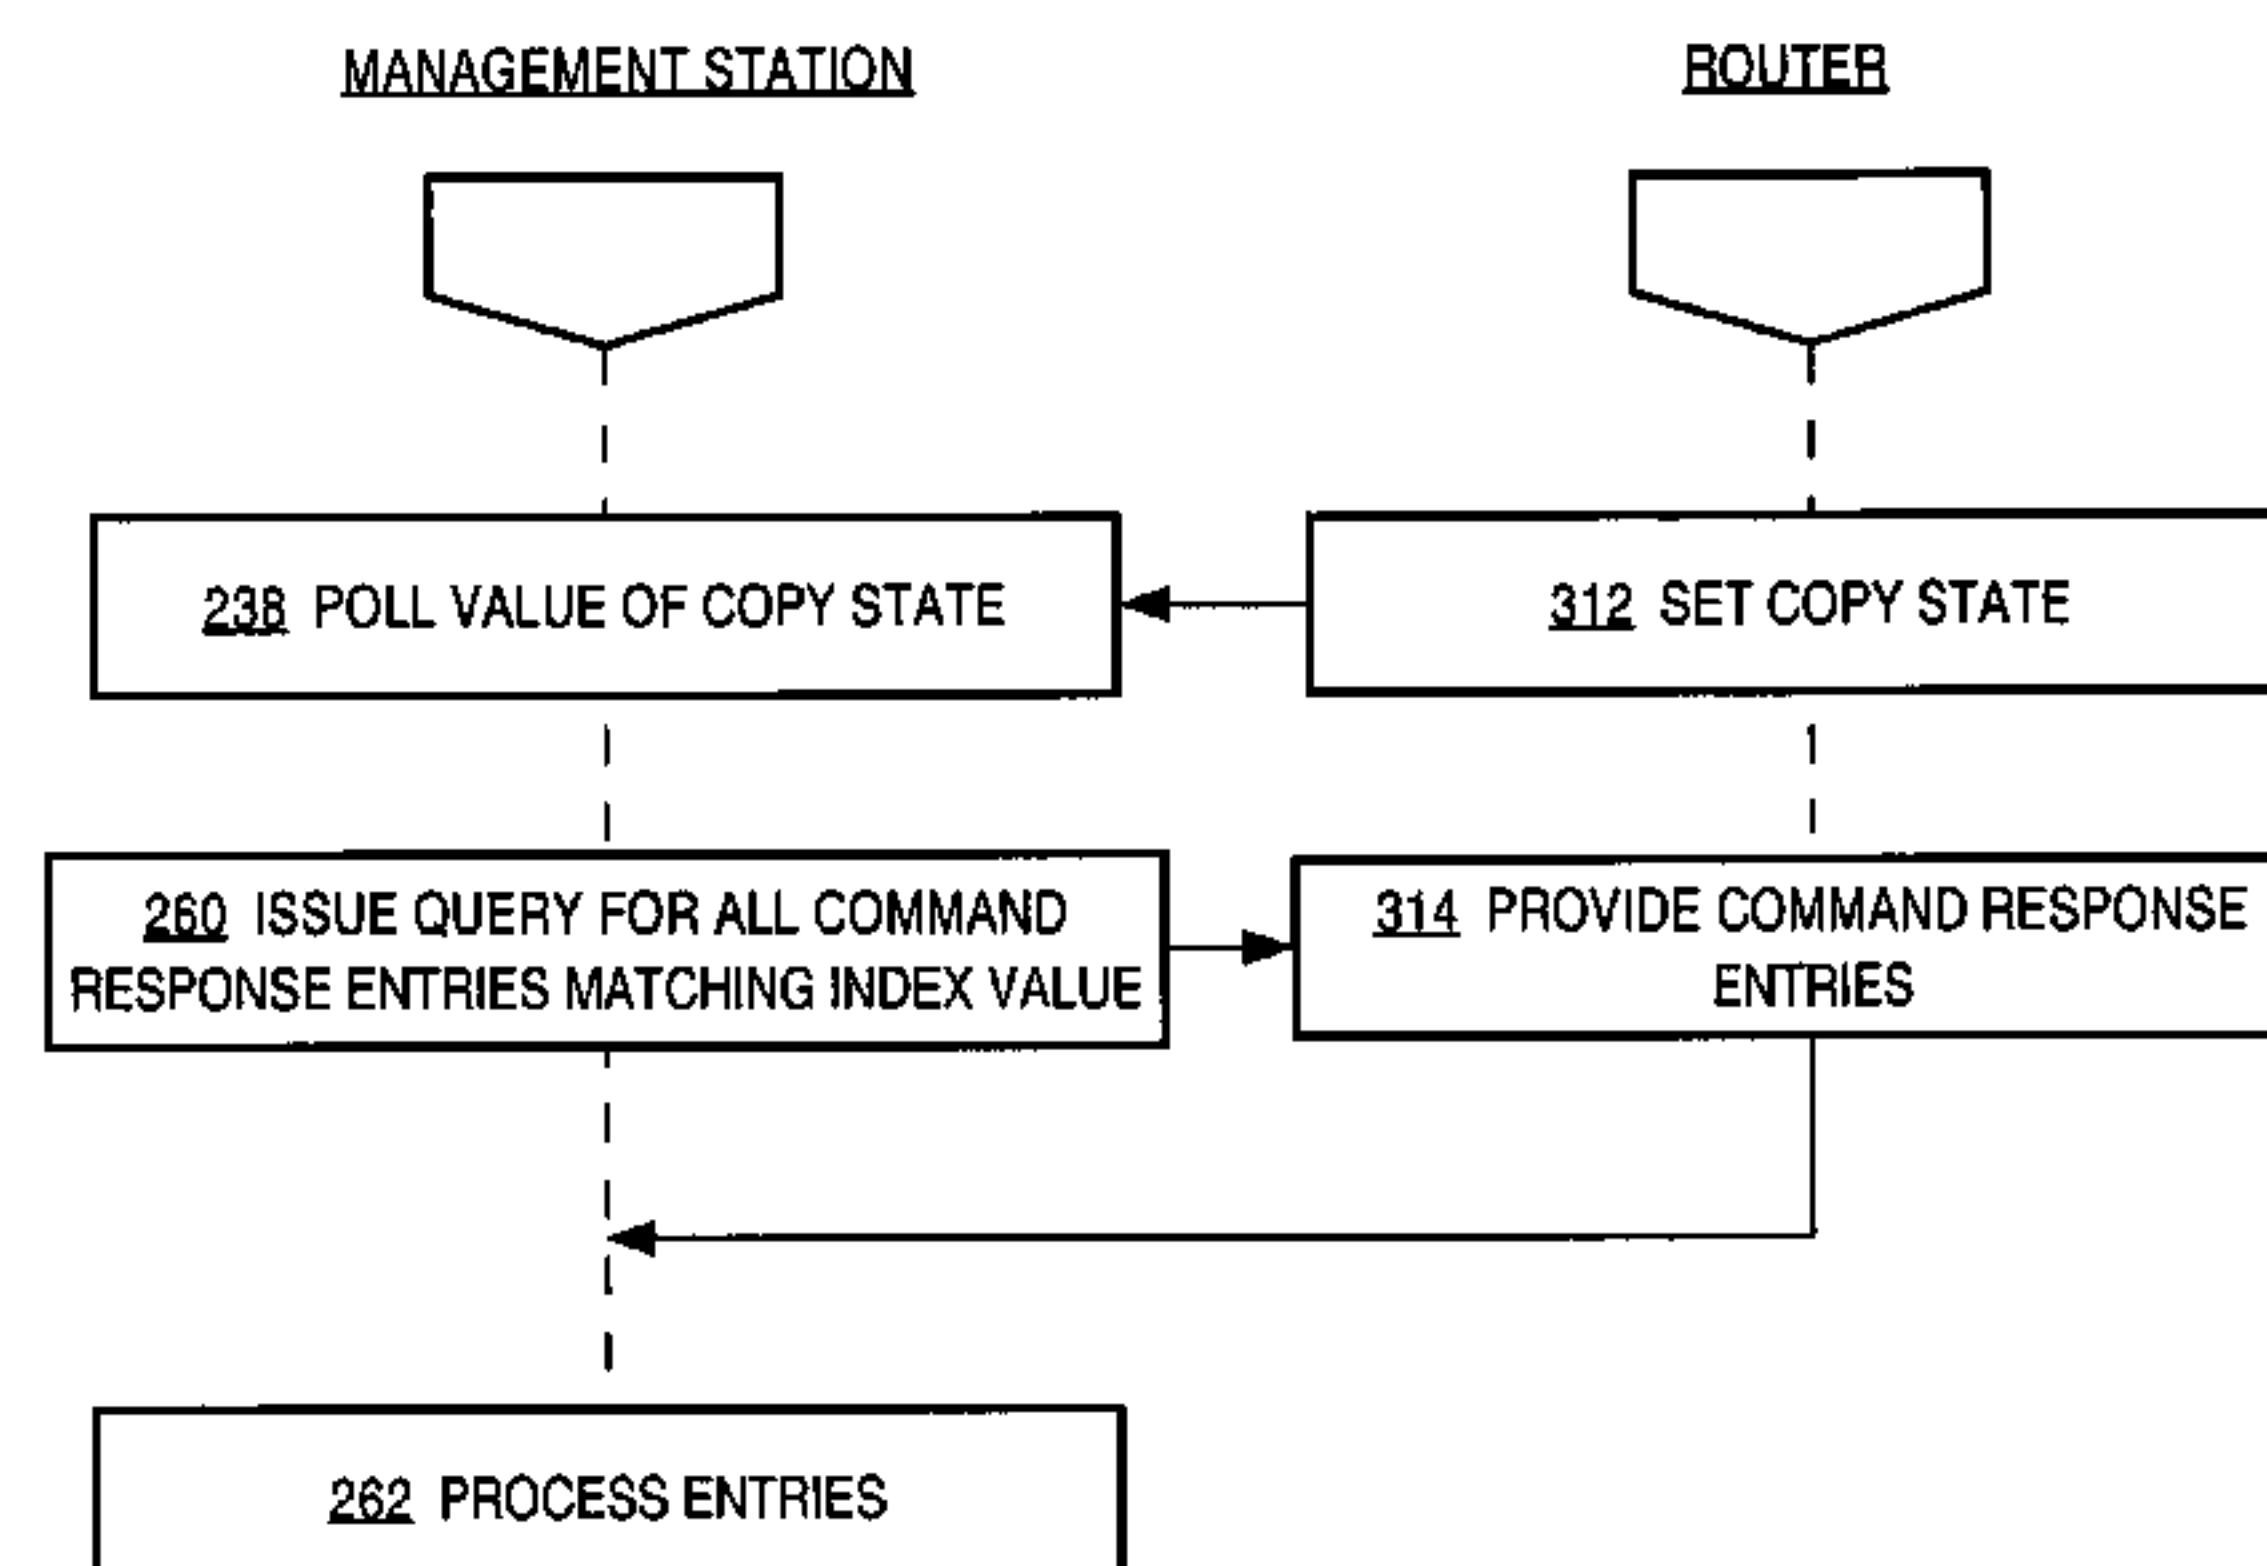 MANAGEMENT STATION
ROUTER
238 POLL VALUE OF COPY STATE
312 SET COPY STATE
260 ISSUE QUERY FOR ALL COMMAND
RESPONSE ENTRIES MATCHING INDEX VALUE
314 PROVIDE COMMAND RESPONSE
ENTRIES
262 PROCESS ENTRIES